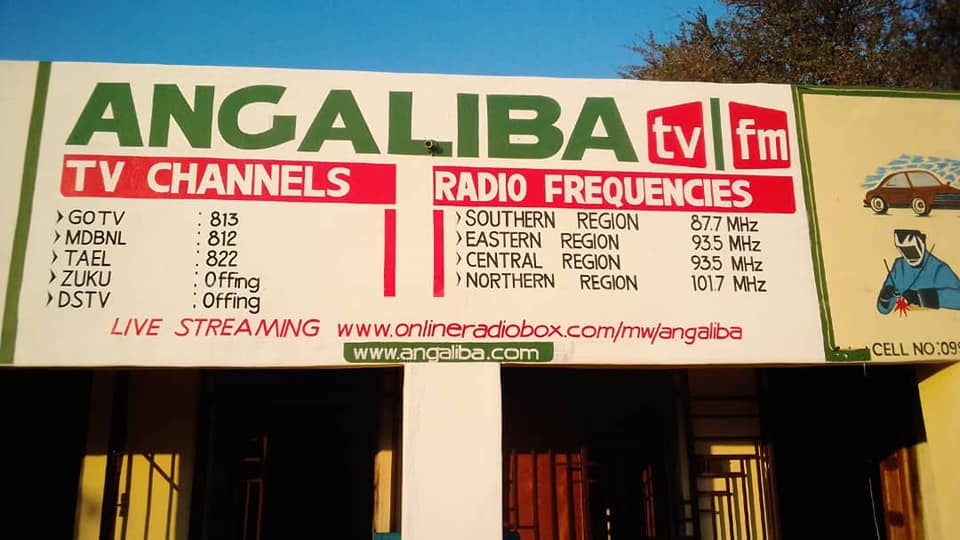 ANGALIBA tv fm
TV CHANNELS
GOTV : 813
MDBNL : 812
TAEL : 822
ZUKU : Offing
DSTV : Offing
RADIO FREQUENCIES
SOUTHERN REGION 87.7 MHz
EASTERN REGION 93.5 MHz
CENTRAL REGION 93.5 MHz
NORTHERN REGION 101.7 MHz
LIVE STREAMING www.onlineradiobox.com/mw/angaliba
www.angaliba.com
CELL NO: